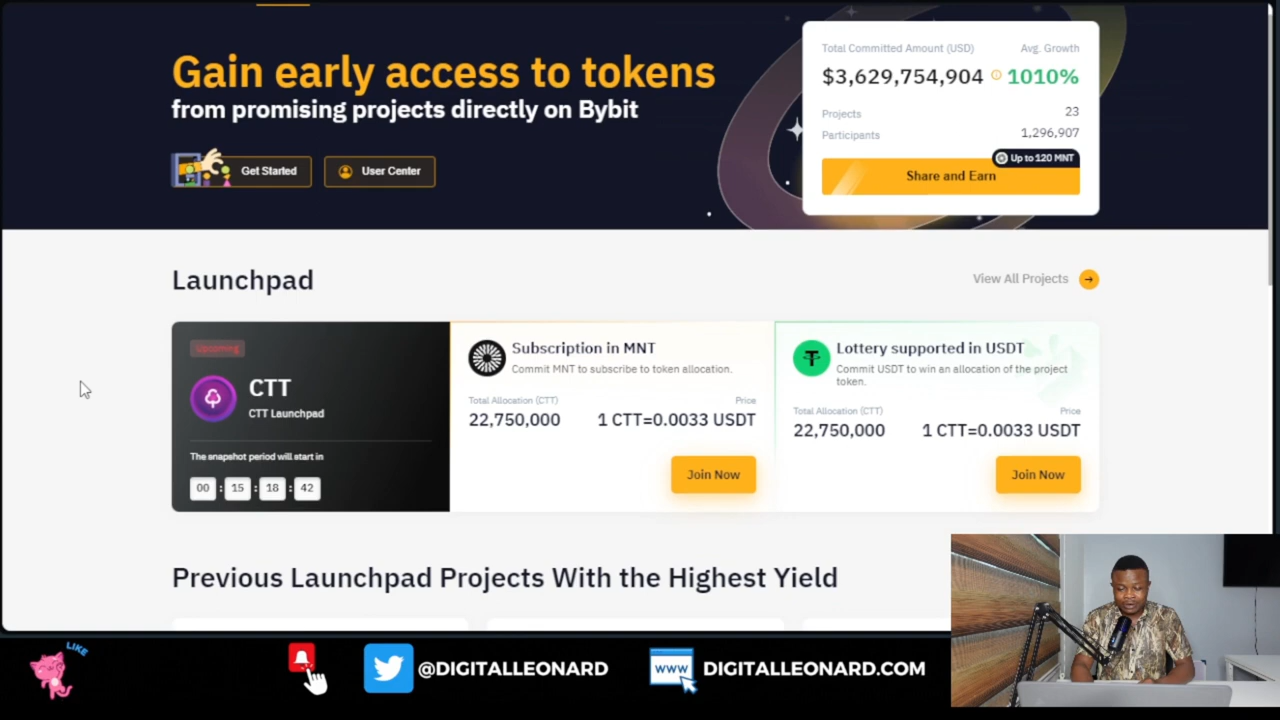 Gain early access to tokens
from promising projects directly on Bybit
Get Started
User Center
Total Committed Amount (USD)
Avg. Growth
$3,629,754,904
1010%
Projects
23
Participants
1,296,907
Up to 120 MNT
Share and Earn
Launchpad
View All Projects
Upcoming
CTT
CTT Launchpad
The snapshot period will start in
00 : 15 : 18 : 42
Subscription in MNT
Commit MNT to subscribe to token allocation.
Total Allocation (CTT)
Price
22,750,000
1 CTT=0.0033 USDT
Join Now
Lottery supported in USDT
Commit USDT to win an allocation of the project
token.
Total Allocation (CTT)
Price
22,750,000
1 CTT=0.0033 USDT
Join Now
Previous Launchpad Projects With the Highest Yield
LIKE
@DIGITALLEONARD
WWW
DIGITALLEONARD.COM